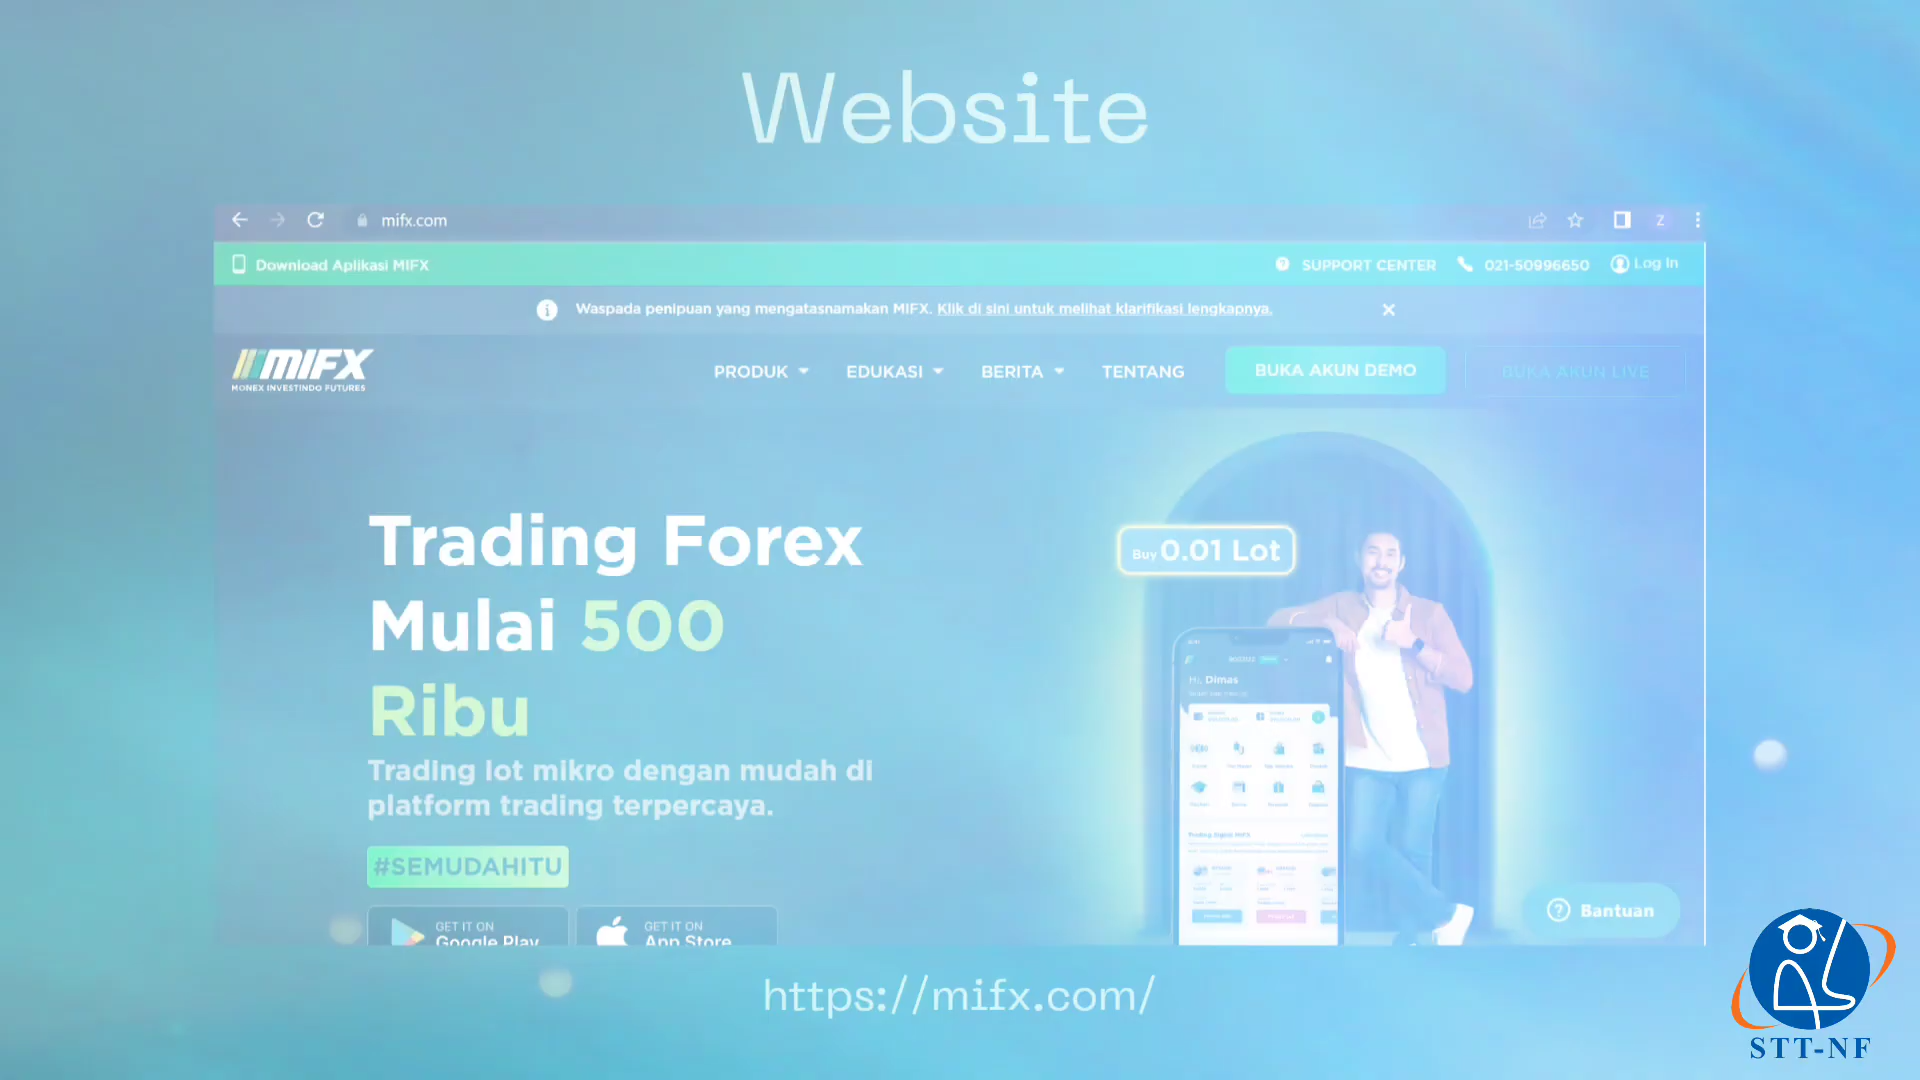 Website
mifx.com
Z
Download Aplikasi MIFX
SUPPORT CENTER
021-50996650
Log In
Waspada penipuan yang mengatasnamakan MIFX. Klik di sini untuk melihat klarifikasi lengkapnya.
MIFX
MONEX INVESTINDO FUTURES
PRODUK
EDUKASI
BERITA
TENTANG
BUKA AKUN DEMO
BUKA AKUN LIVE
Trading Forex
Mulai 500
Ribu
Buy 0.01 Lot
Hi, Dimas
Trading lot mikro dengan mudah di
platform trading terpercaya.
Trading Digital MIFX
#SEMUDAHITU
GET IT ON
Google Play
GET IT ON
App Store
Bantuan
https://mifx.com/
STT-NF